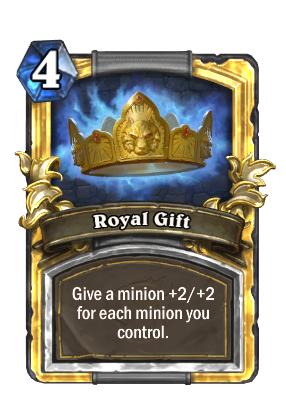 4
Royal Gift
Give a minion +2/+2
for each minion you
control.